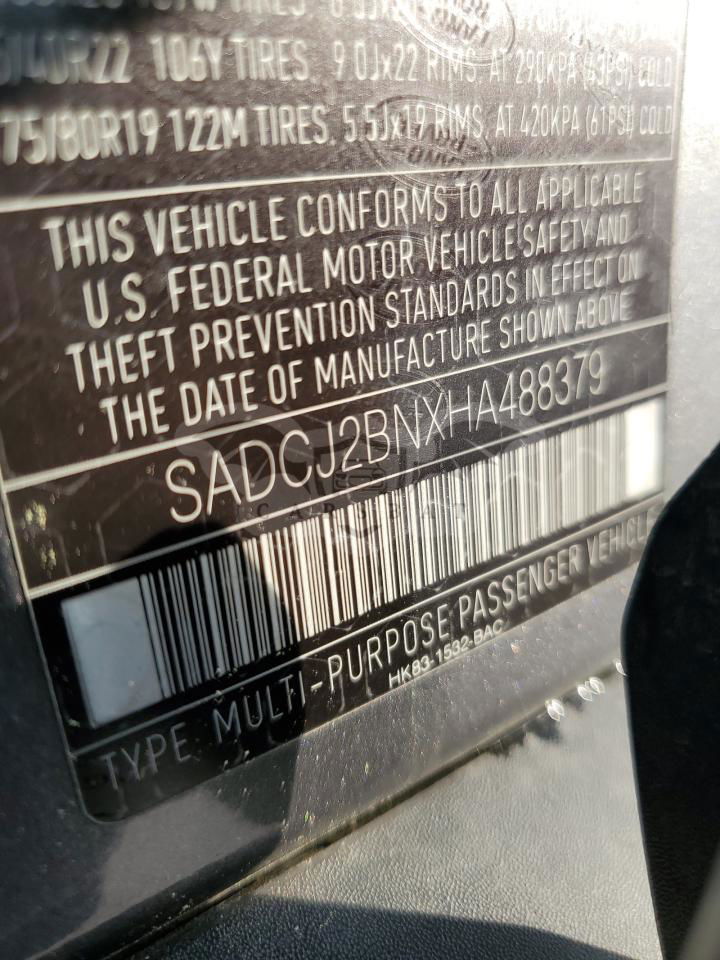 106Y TIRES, 9.0Jx22 RIMS, AT 290KPA (43PSI) COLD
75/80R19 122M TIRES, 5.5Jx19 RIMS, AT 420KPA (61PSI) COLD
THIS VEHICLE CONFORMS TO ALL APPLICABLE
U.S. FEDERAL MOTOR VEHICLE SAFETY AND
THEFT PREVENTION STANDARDS IN EFFECT ON
THE DATE OF MANUFACTURE SHOWN ABOVE
SADCJ2BNXHA488379
TYPE MULTI-PURPOSE PASSENGER VEHICLE
HK83-1532-BAC